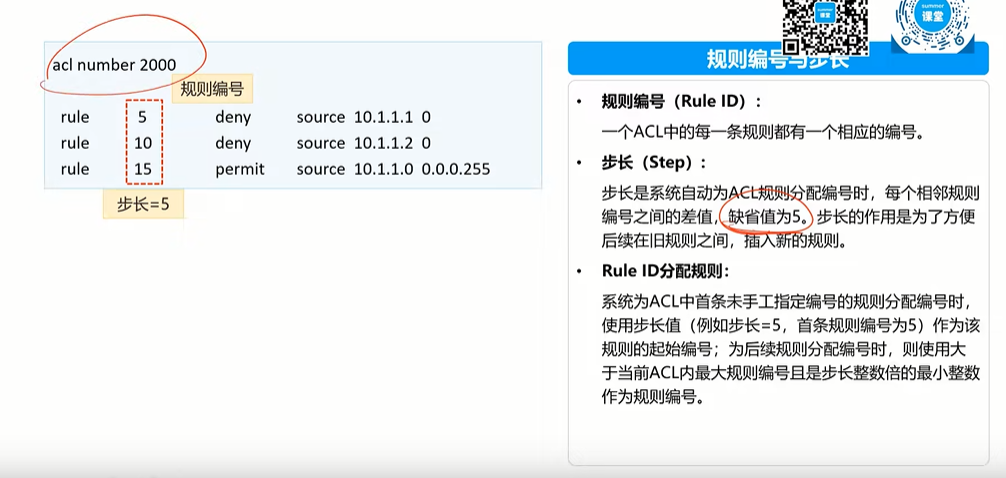 summer
课堂
规则编号与步长
acl number 2000
规则编号
rule 5 deny source 10.1.1.1 0
rule 10 deny source 10.1.1.2 0
rule 15 permit source 10.1.1.0 0.0.0.255
步长=5
• 规则编号（Rule ID）：
一个ACL中的每一条规则都有一个相应的编号。
• 步长（Step）：
步长是系统自动为ACL规则分配编号时，每个相邻规则
编号之间的差值，缺省值为5。步长的作用是为了方便
后续在旧规则之间，插入新的规则。
• Rule ID分配规则：
系统为ACL中首条未手工指定编号的规则分配编号时，
使用步长值（例如步长=5，首条规则编号为5）作为该
规则的起始编号；为后续规则分配编号时，则使用大
于当前ACL内最大规则编号且是步长整数倍的最小整数
作为规则编号。